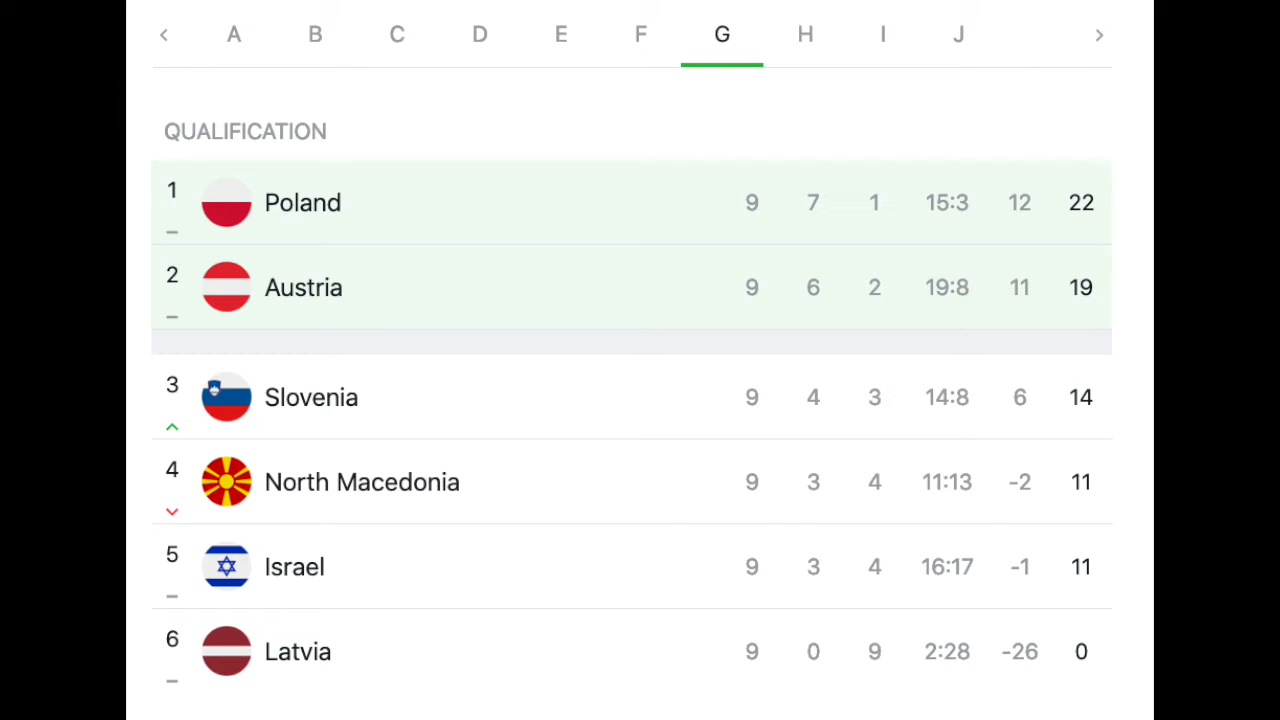 A B C D E F G H I J
QUALIFICATION
1 Poland 9 7 1 15:3 12 22
2 Austria 9 6 2 19:8 11 19
3 Slovenia 9 4 3 14:8 6 14
4 North Macedonia 9 3 4 11:13 -2 11
5 Israel 9 3 4 16:17 -1 11
6 Latvia 9 0 9 2:28 -26 0